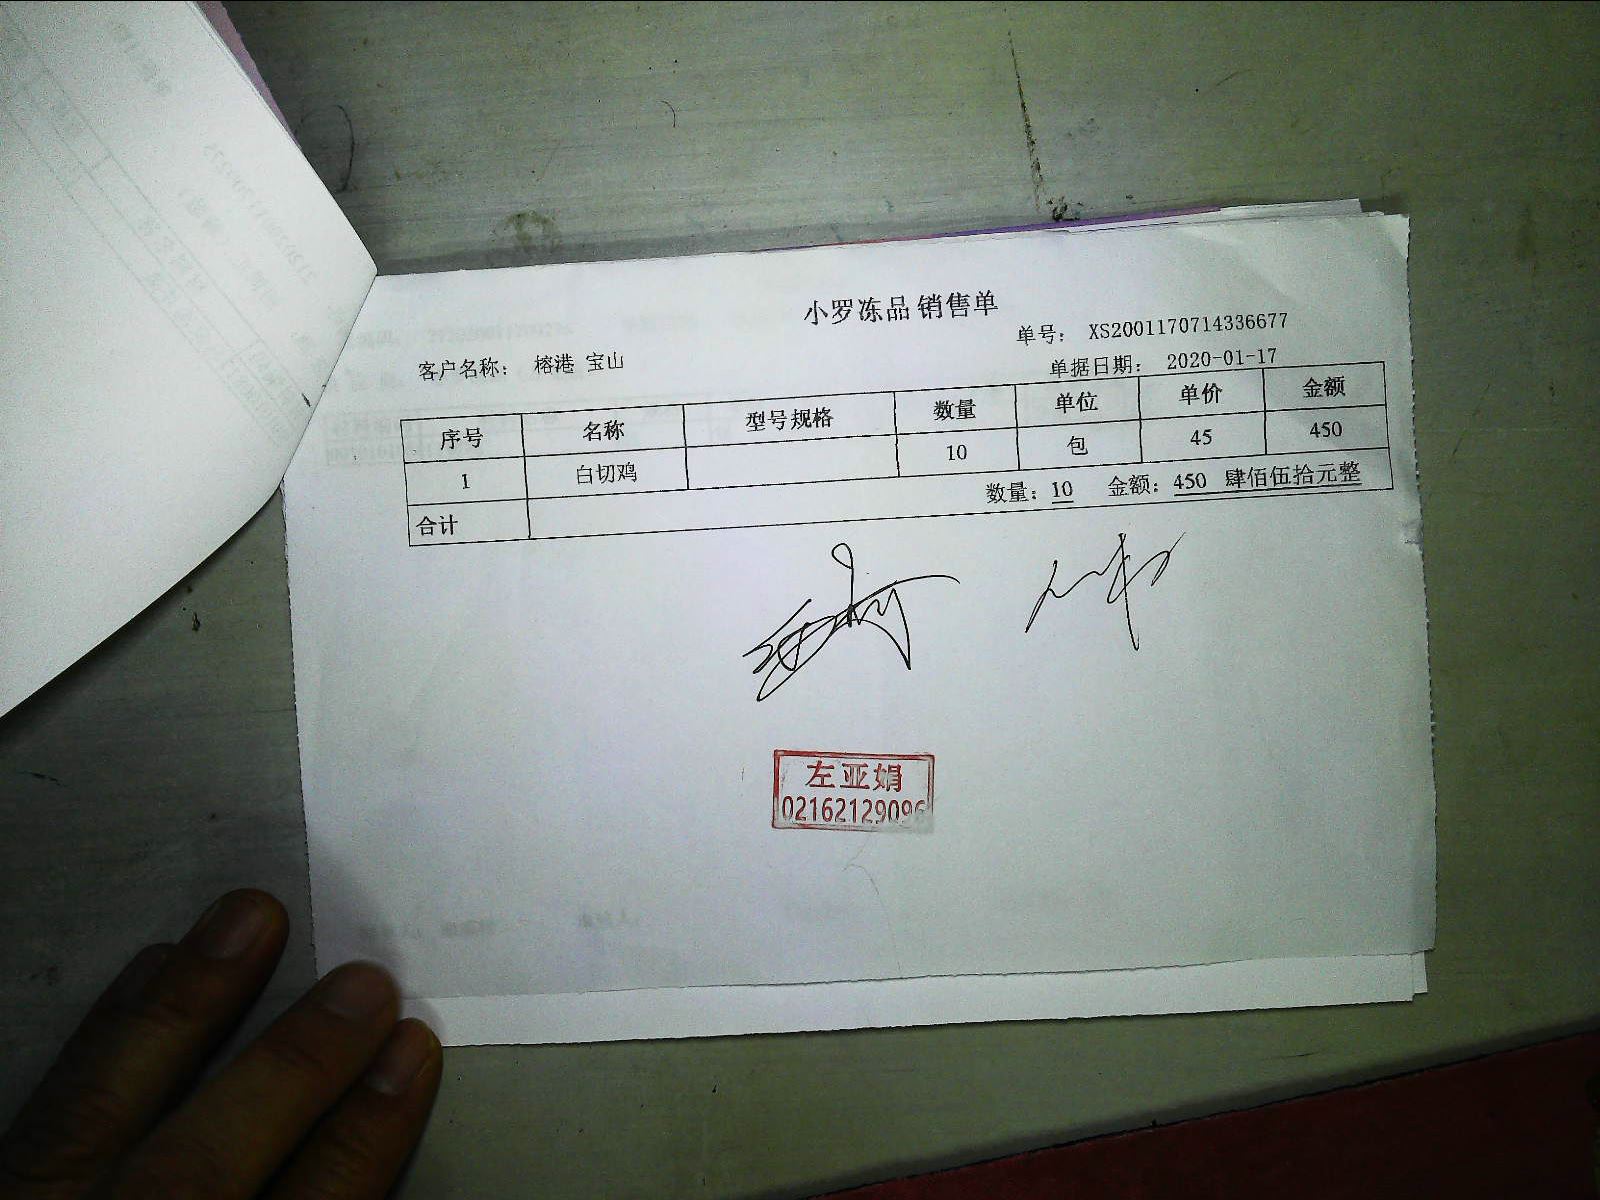 小罗冻品 销售单
单号： XS2001170714336677
客户名称： 榕港 宝山
单据日期： 2020-01-17
序号 名称 型号规格 数量 单位 单价 金额
1 白切鸡 10 包 45 450
合计 数量：10 金额：450 肆佰伍拾元整
左亚娟
02162129096